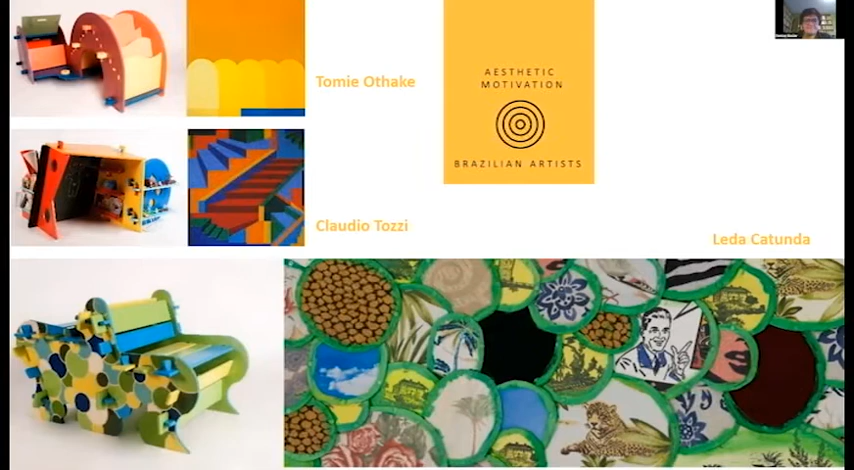 Tomie Othake
AESTHETIC
MOTIVATION
BRAZILIAN ARTISTS
Claudio Tozzi
Leda Catunda